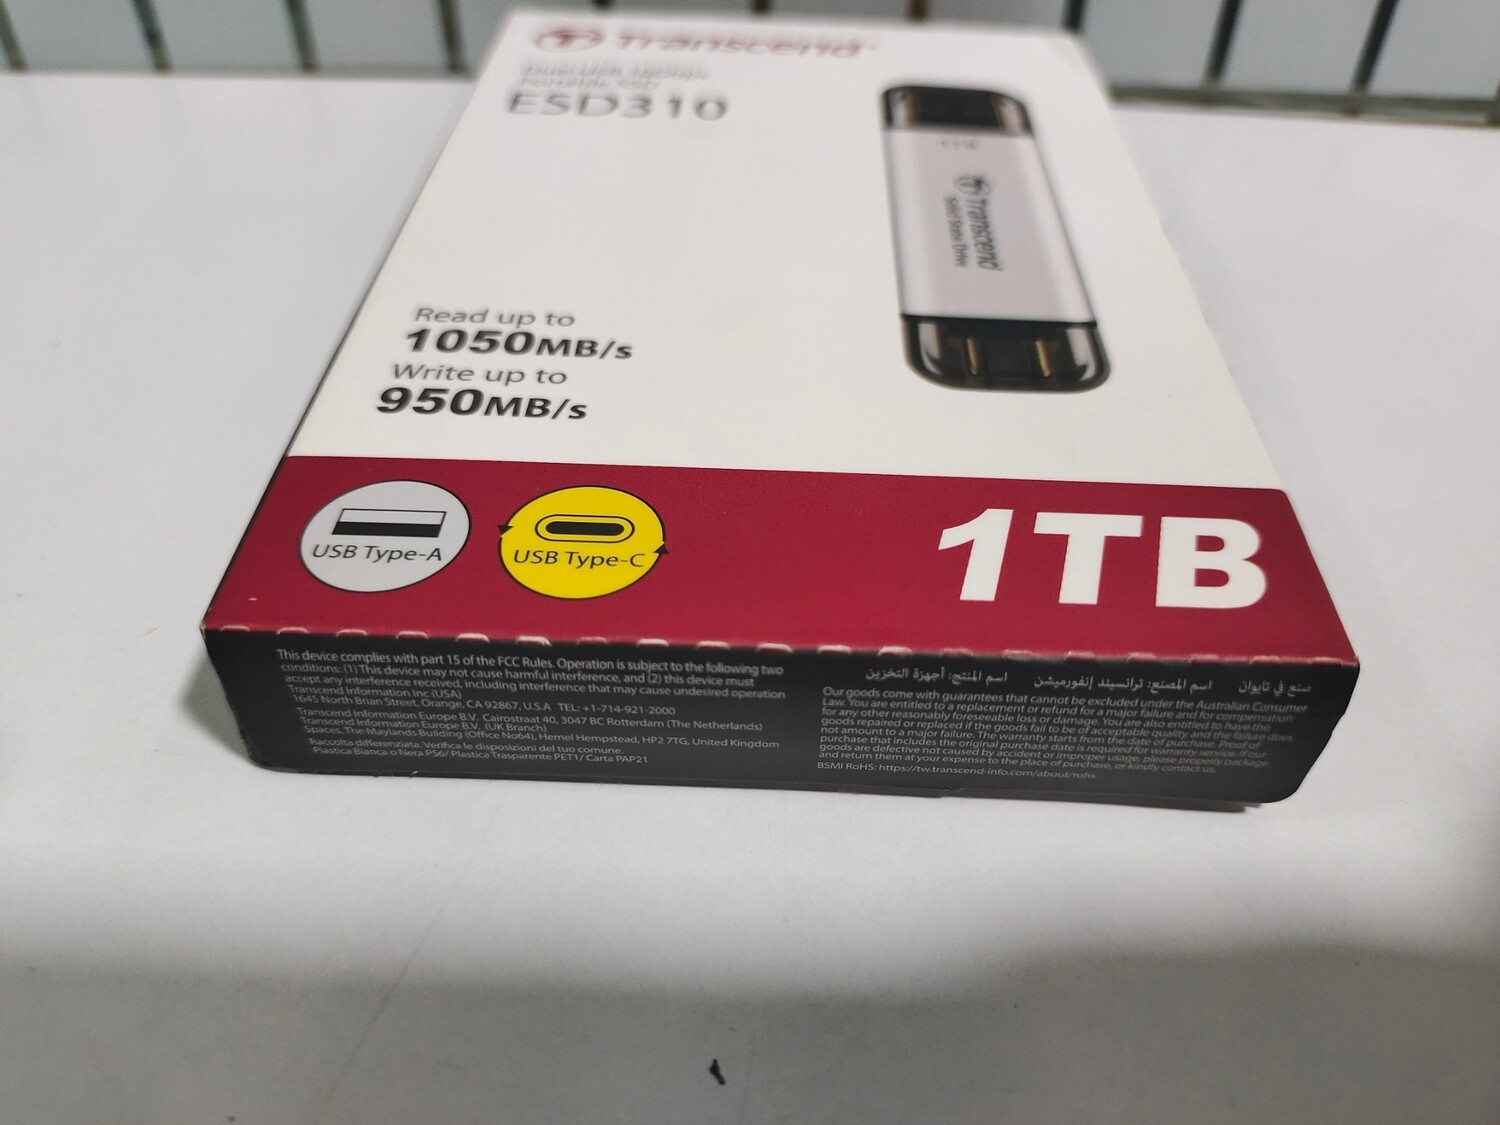 Transcend
Dual USB 10Gbps
Portable SSD
ESD310
1TB
Transcend
Solid State Drive
Read up to
1050MB/s
Write up to
950MB/s
USB Type-A
USB Type-C
1TB
This device complies with part 15 of the FCC Rules. Operation is subject to the following two
conditions: (1) This device may not cause harmful interference, and (2) this device must
accept any interference received, including interference that may cause undesired operation
Transcend Information Inc (USA)
1645 North Brian Street, Orange, CA 92867, U.S.A TEL: +1-714-921-2000
Transcend Information Europe B.V. Cairostraat 40, 3047 BC Rotterdam (The Netherlands)
Transcend Information Europe B.V. (UK Branch)
Spaces, The Maylands Building (Office No64), Hemel Hempstead, HP2 7TG, United Kingdom
Raccolta differenziata. Verifica le disposizioni del tuo comune.
Plastica Bianca o Nera PS6/ Plastica Trasparente PET1/ Carta PAP21
صنع في تايوان اسم المصنع: ترانسيند إنفورميشن اسم المنتج: أجهزة التخزين
Our goods come with guarantees that cannot be excluded under the Australian Consumer
Law. You are entitled to a replacement or refund for a major failure and for compensation
for any other reasonably foreseeable loss or damage. You are also entitled to have the
goods repaired or replaced if the goods fail to be of acceptable quality and the failure does
not amount to a major failure. The warranty starts from the date of purchase. Proof of
purchase that includes the original purchase date is required for warranty service. If our
goods are defective not caused by accident or improper usage, please properly package
and return them at your expense to the place of purchase, or kindly contact us.
BSMI RoHS: https://tw.transcend-info.com/about/rohs